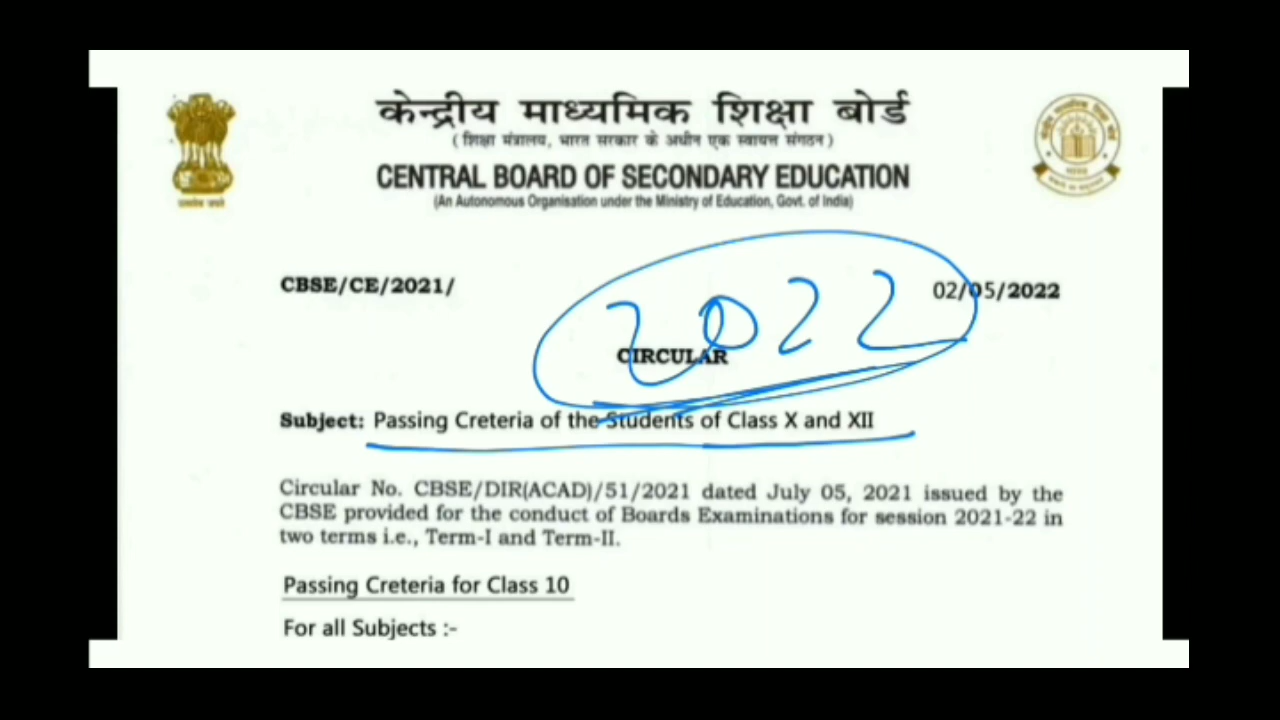 केन्द्रीय माध्यमिक शिक्षा बोर्ड
(शिक्षा मंत्रालय, भारत सरकार के अधीन एक स्वायत्त संगठन)
CENTRAL BOARD OF SECONDARY EDUCATION
(An Autonomous Organisation under the Ministry of Education, Govt. of India)
CBSE/CE/2021/
02/05/2022
2022
CIRCULAR
Subject: Passing Creteria of the Students of Class X and XII
Circular No. CBSE/DIR(ACAD)/51/2021 dated July 05, 2021 issued by the
CBSE provided for the conduct of Boards Examinations for session 2021-22 in
two terms i.e., Term-I and Term-II.
Passing Creteria for Class 10
For all Subjects :-